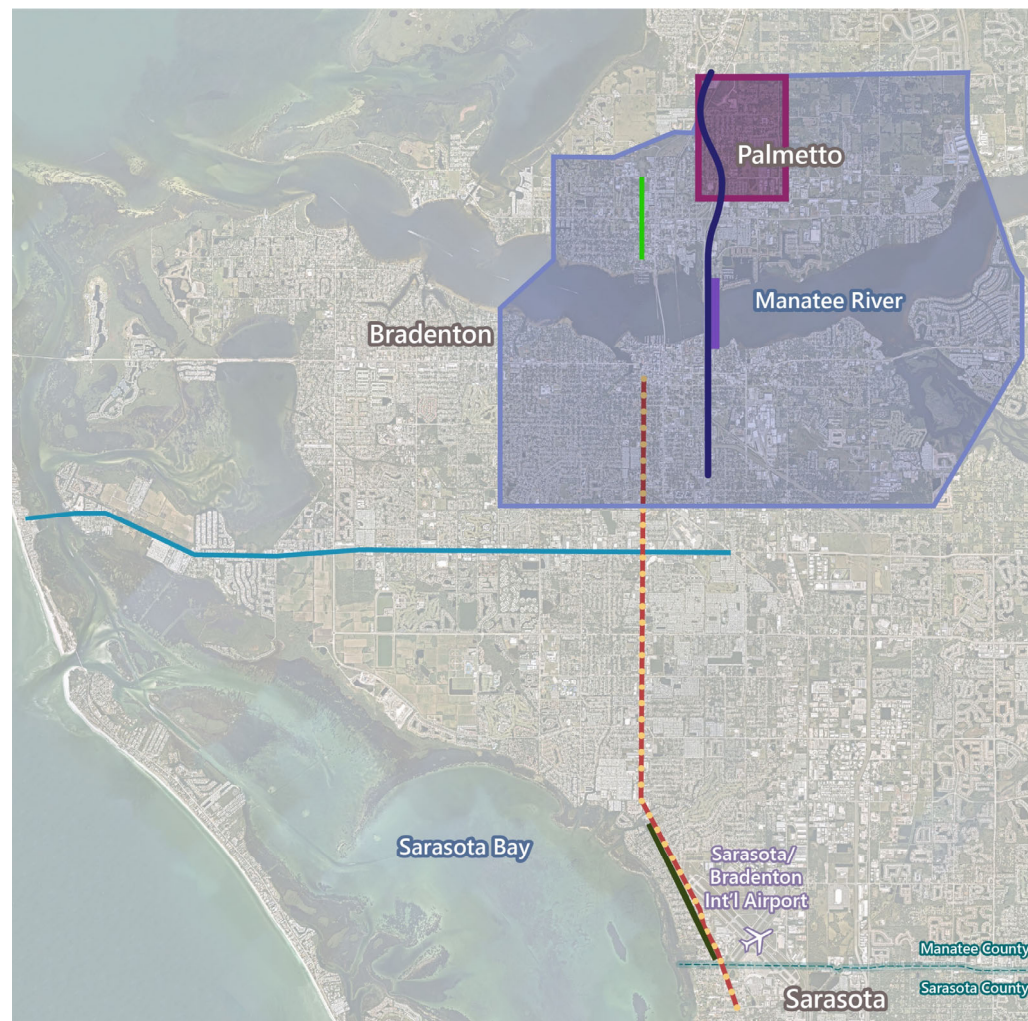 Palmetto
Manatee River
Bradenton
Sarasota Bay
Sarasota/
Bradenton
Int'l Airport
Manatee County
Sarasota County
Sarasota